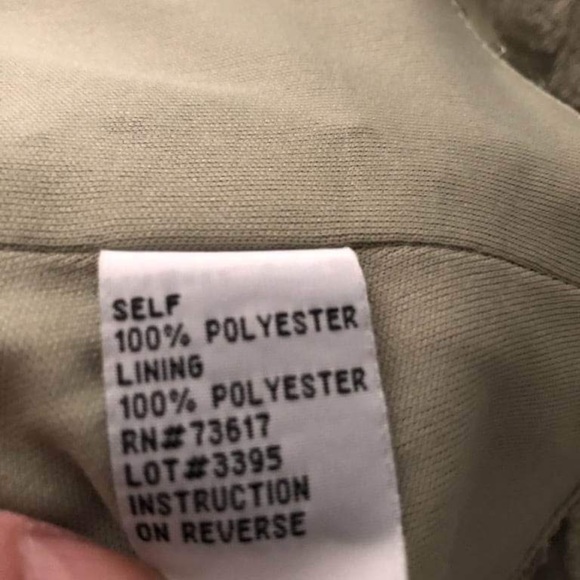 SELF
100% POLYESTER
LINING
100% POLYESTER
RN#73617
LOT#3395
INSTRUCTION
ON REVERSE